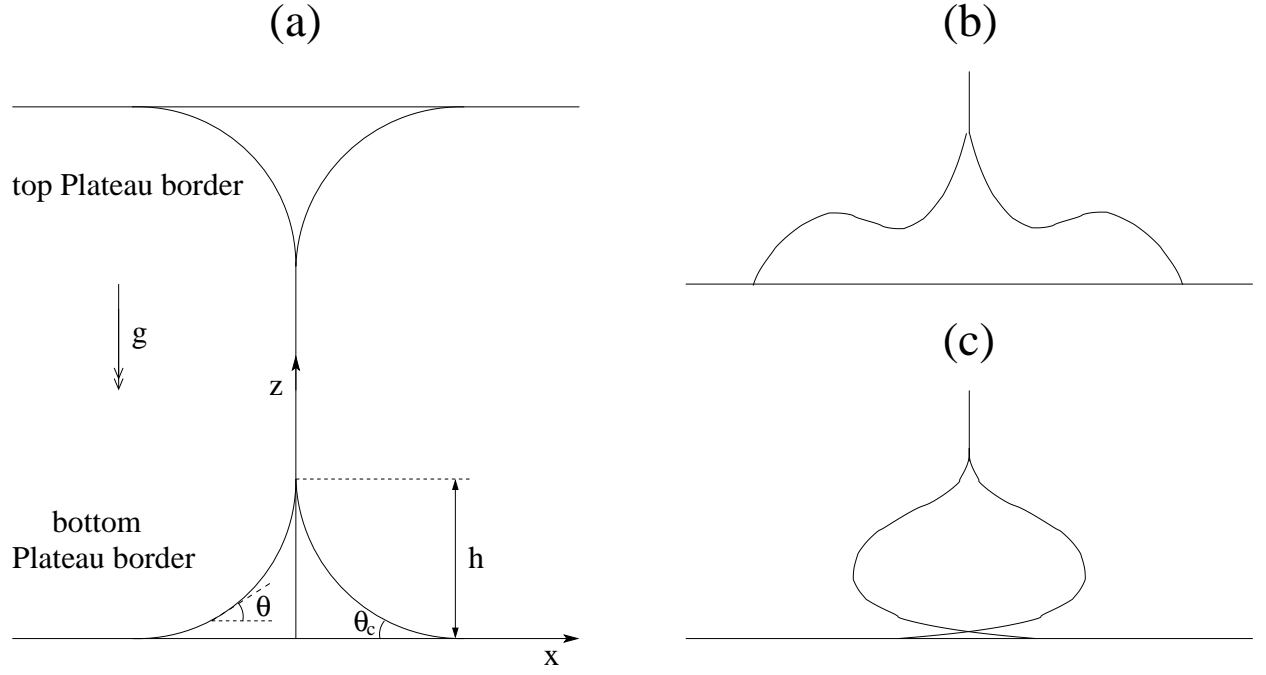 (a)
top Plateau border
g
z
bottom
Plateau border
h
θ
θc
x
(b)
(c)